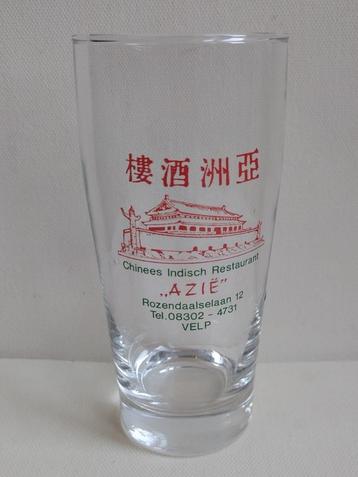 亞洲酒樓
Chinees Indisch Restaurant
„AZIË”
Rozendaalselaan 12
Tel.08302 - 4731
VELP